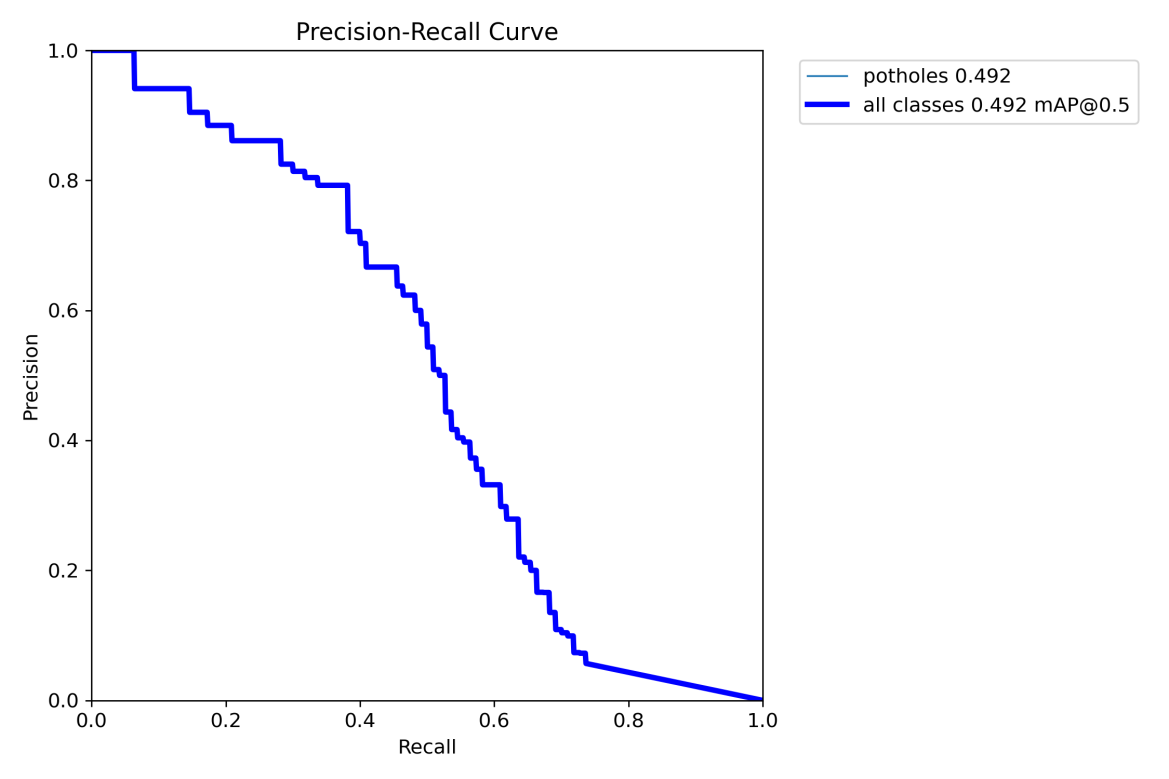 Precision-Recall Curve
1.0
0.8
0.6
0.4
0.2
0.0
Precision
0.0 0.2 0.4 0.6 0.8 1.0
Recall
potholes 0.492
all classes 0.492 mAP@0.5